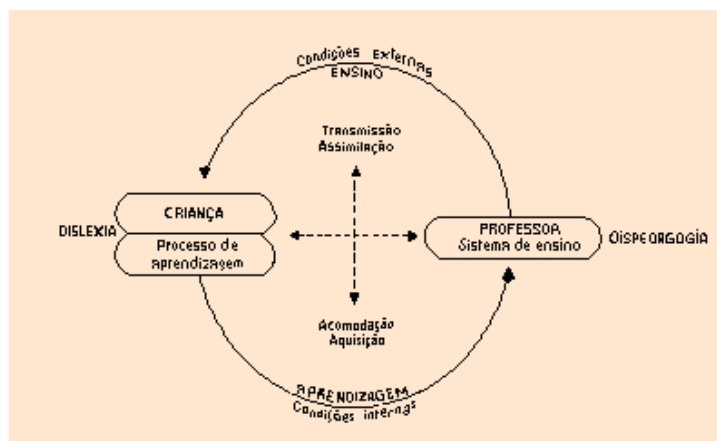 Condições Externas
ENSINO
Transmissão
Assimilação
DISLEXIA
CRIANÇA
Processo de
aprendizagem
PROFESSOA
Sistema de ensino
DISPEDAGOGIA
Acomodação
Aquisição
APRENDIZAGEM
Condições internas